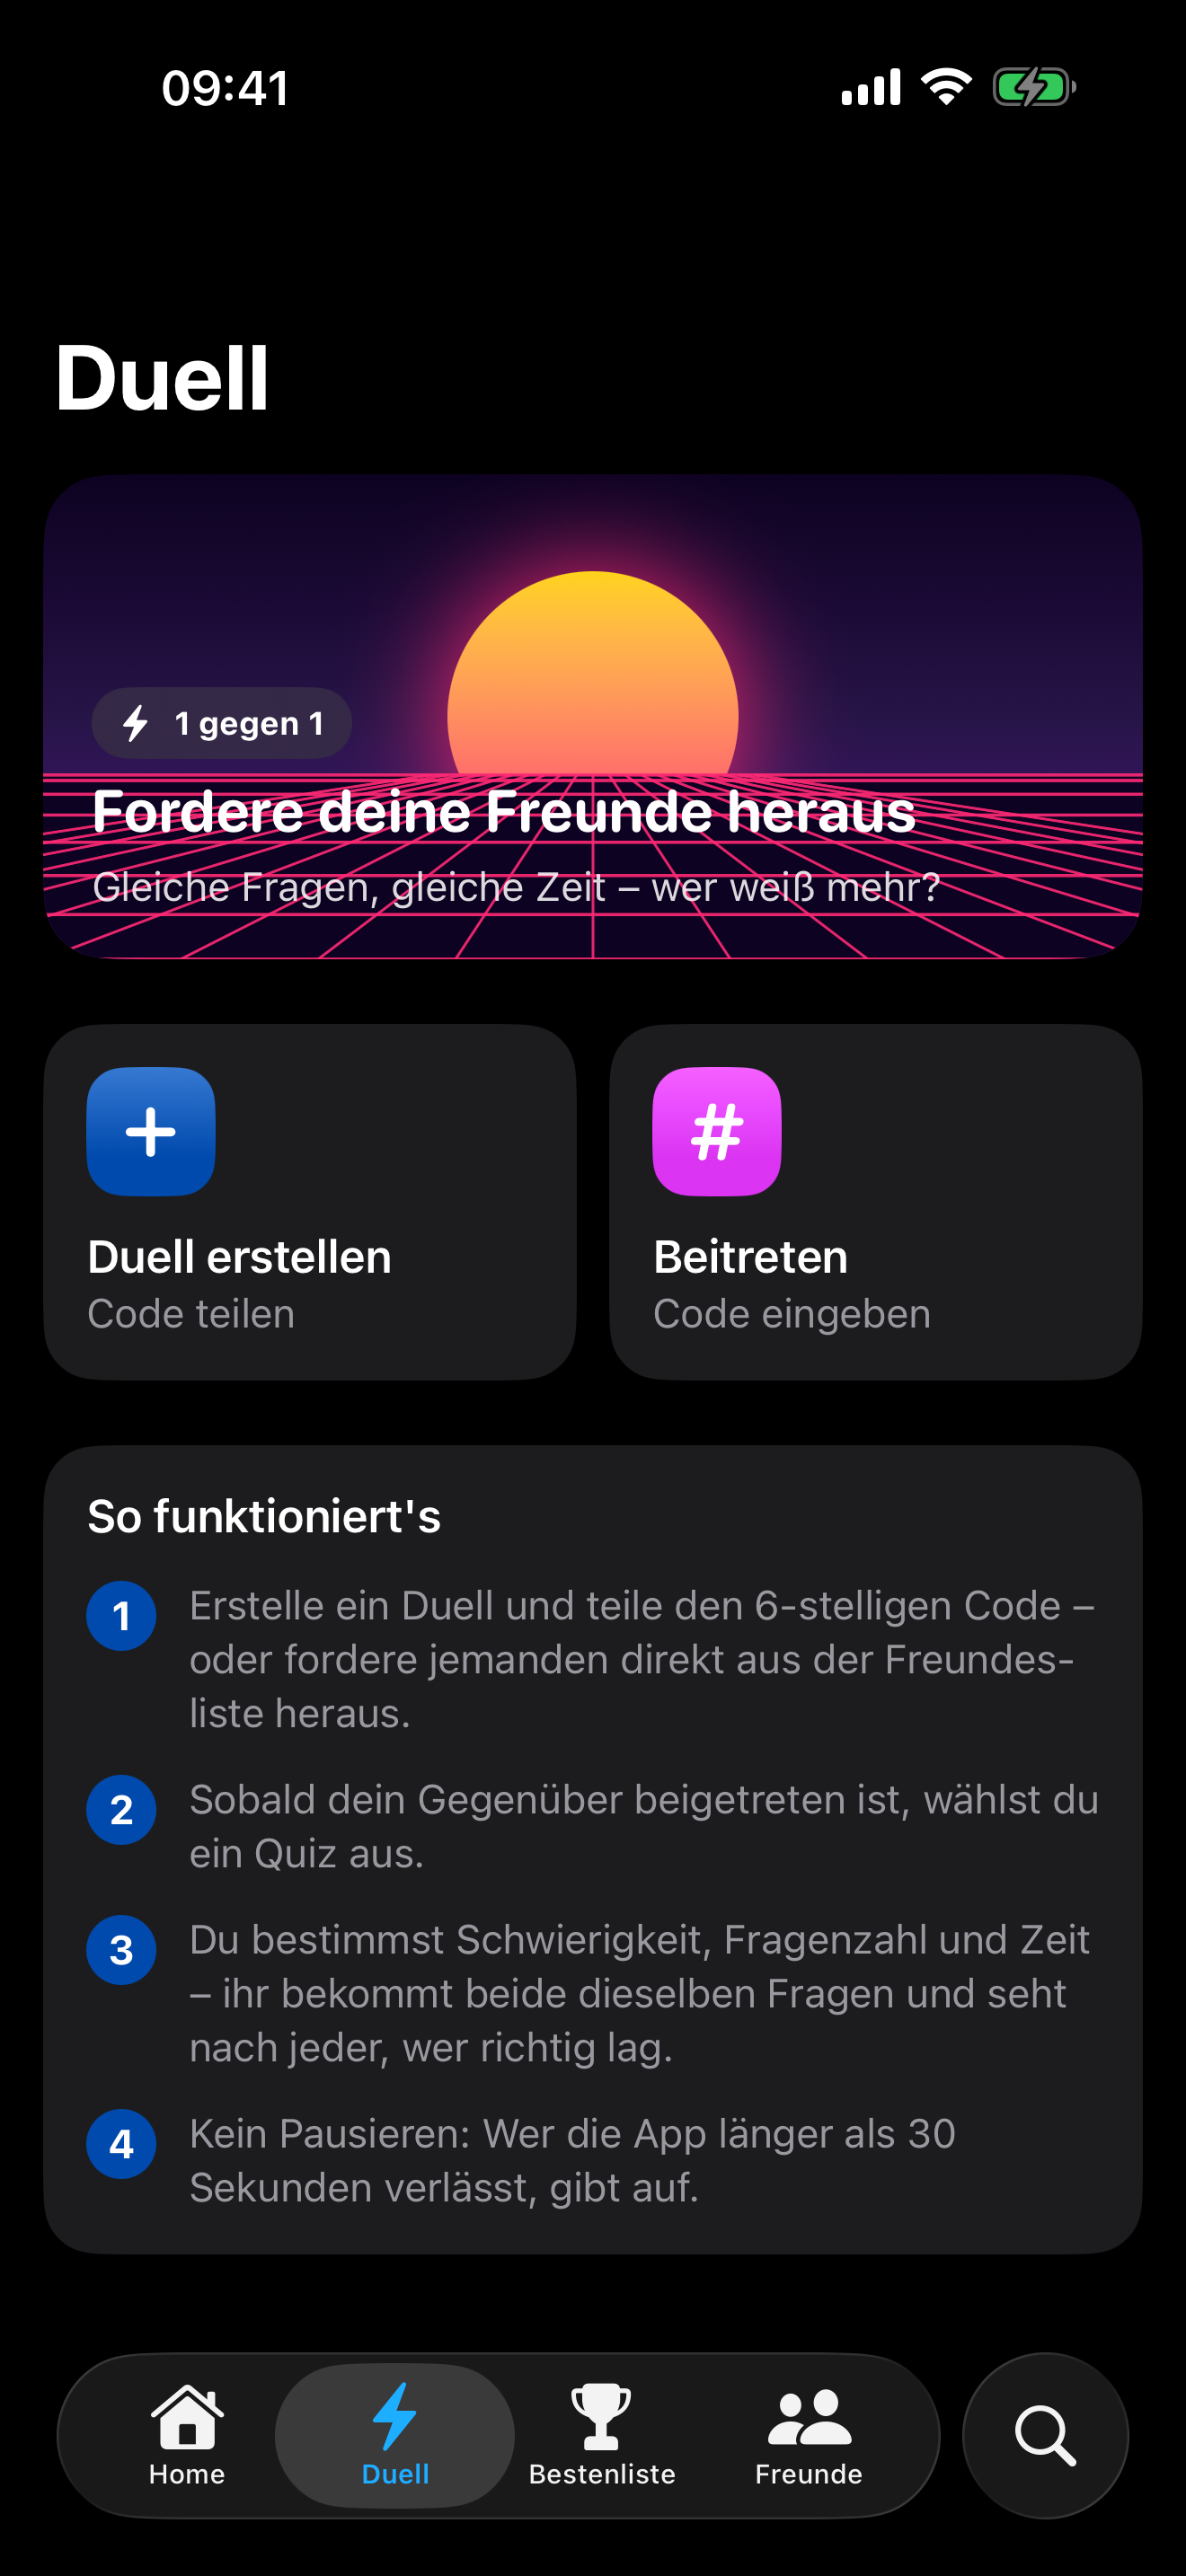 09:41
Duell
1 gegen 1
Fordere deine Freunde heraus
Gleiche Fragen, gleiche Zeit – wer weiß mehr?
Duell erstellen
Code teilen
Beitreten
Code eingeben
So funktioniert's
1
Erstelle ein Duell und teile den 6-stelligen Code –
oder fordere jemanden direkt aus der Freundes-
liste heraus.
2
Sobald dein Gegenüber beigetreten ist, wählst du
ein Quiz aus.
3
Du bestimmst Schwierigkeit, Fragenzahl und Zeit
– ihr bekommt beide dieselben Fragen und seht
nach jeder, wer richtig lag.
4
Kein Pausieren: Wer die App länger als 30
Sekunden verlässt, gibt auf.
Home
Duell
Bestenliste
Freunde